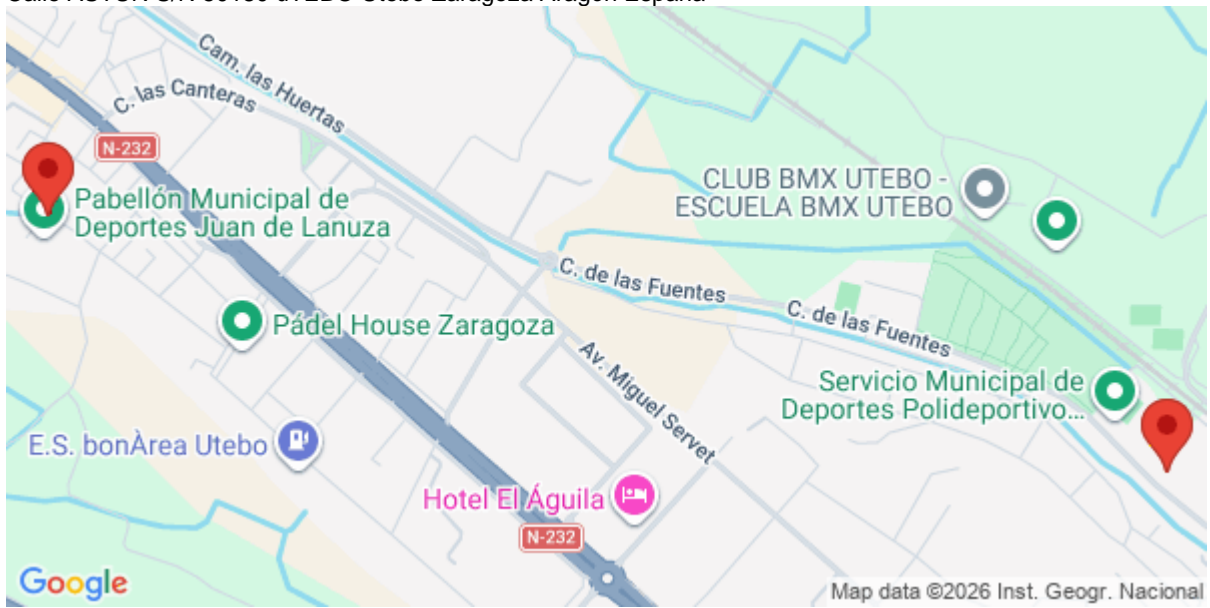 Cam. las Huertas
C. las Canteras
N-232
Pabellón Municipal de
Deportes Juan de Lanuza
CLUB BMX UTEBO -
ESCUELA BMX UTEBO
C. de las Fuentes
C. de las Fuentes
Pádel House Zaragoza
Av. Miguel Servet
Servicio Municipal de
Deportes Polideportivo...
E.S. bonÀrea Utebo
Hotel El Águila
N-232
Google
Map data ©2026 Inst. Geogr. Nacional